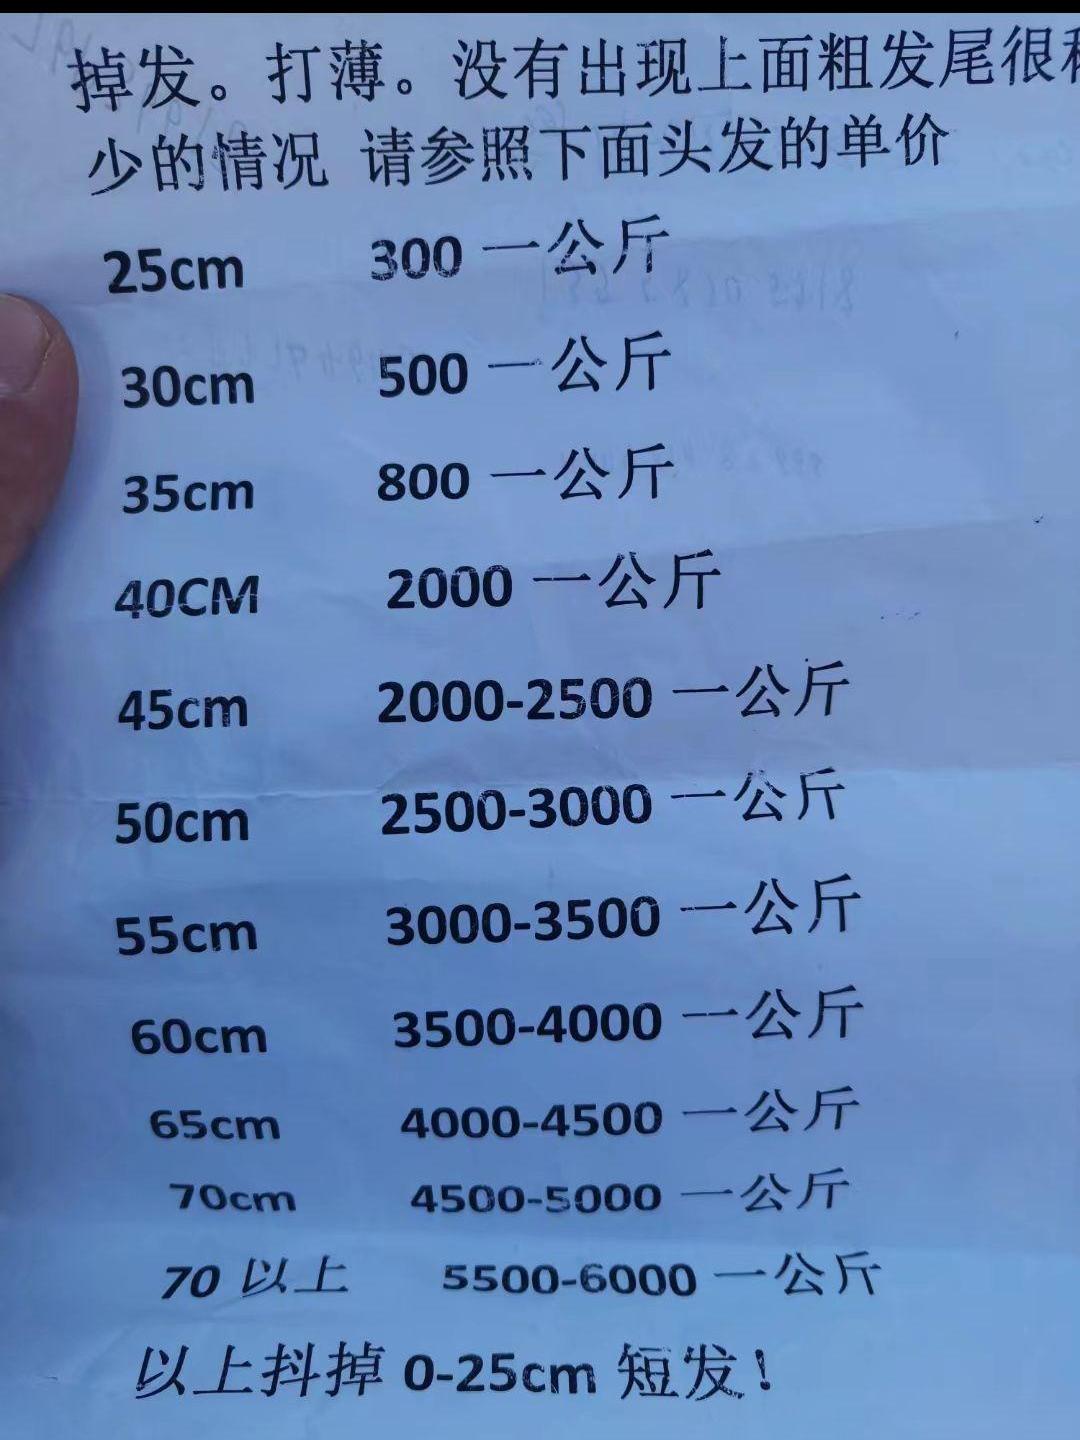 掉发。打薄。没有出现上面粗发尾很稀
少的情况 请参照下面头发的单价
25cm 300 一公斤
30cm 500 一公斤
35cm 800 一公斤
40CM 2000 一公斤
45cm 2000-2500 一公斤
50cm 2500-3000 一公斤
55cm 3000-3500 一公斤
60cm 3500-4000 一公斤
65cm 4000-4500 一公斤
70cm 4500-5000 一公斤
70 以上 5500-6000 一公斤
以上抖掉 0-25cm 短发！